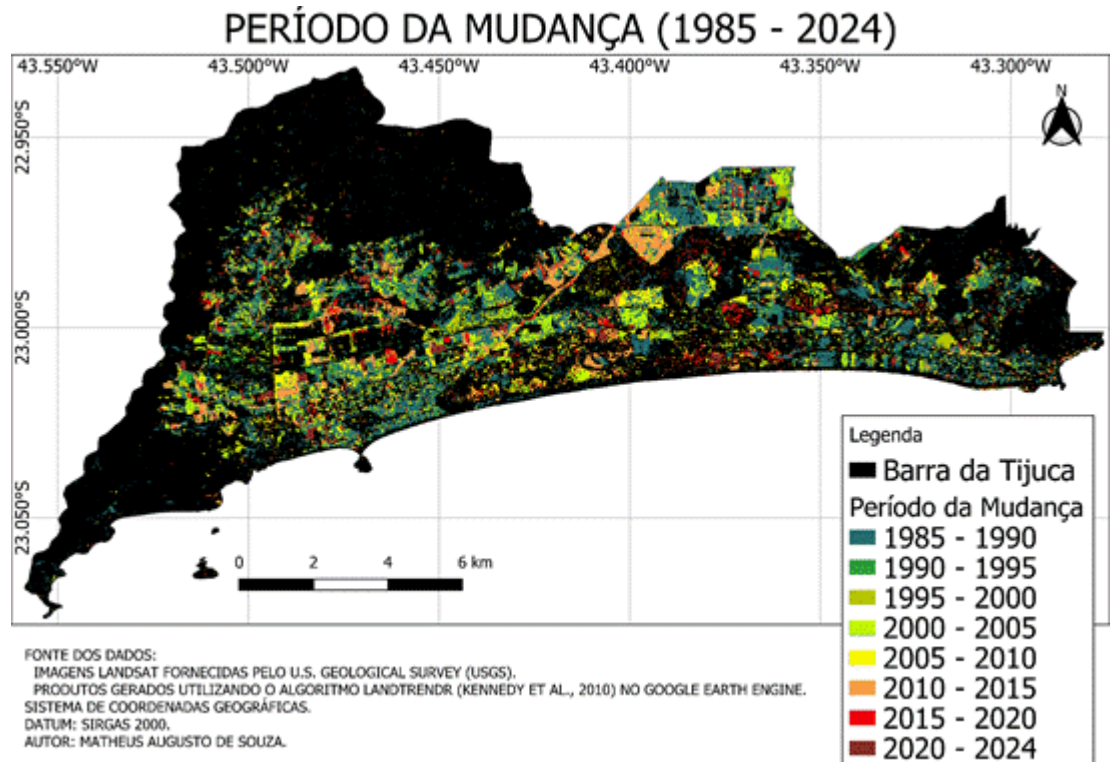 PERÍODO DA MUDANÇA (1985 - 2024)
43.550°W 43.500°W 43.450°W 43.400°W 43.350°W 43.300°W
N
22.950°S
23.000°S
23.050°S
0 2 4 6 km
Legenda
Barra da Tijuca
Período da Mudança
1985 - 1990
1990 - 1995
1995 - 2000
2000 - 2005
2005 - 2010
2010 - 2015
2015 - 2020
2020 - 2024
FONTE DOS DADOS:
IMAGENS LANDSAT FORNECIDAS PELO U.S. GEOLOGICAL SURVEY (USGS).
PRODUTOS GERADOS UTILIZANDO O ALGORITMO LANDTRENDR (KENNEDY ET AL., 2010) NO GOOGLE EARTH ENGINE.
SISTEMA DE COORDENADAS GEOGRÁFICAS.
DATUM: SIRGAS 2000.
AUTOR: MATHEUS AUGUSTO DE SOUZA.